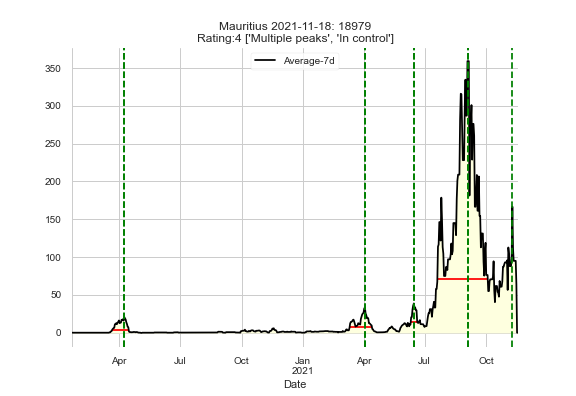 Mauritius 2021-11-18: 18979
Rating:4 ['Multiple peaks', 'In control']
Average-7d
350
300
250
200
150
100
50
0
Apr Jul Oct Jan Apr Jul Oct
2021
Date